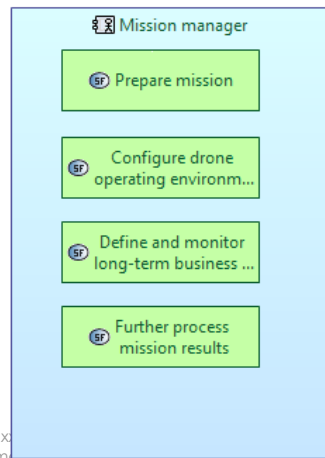 Mission manager
SF Prepare mission
SF Configure drone
operating environm...
SF Define and monitor
long-term business ...
SF Further process
mission results